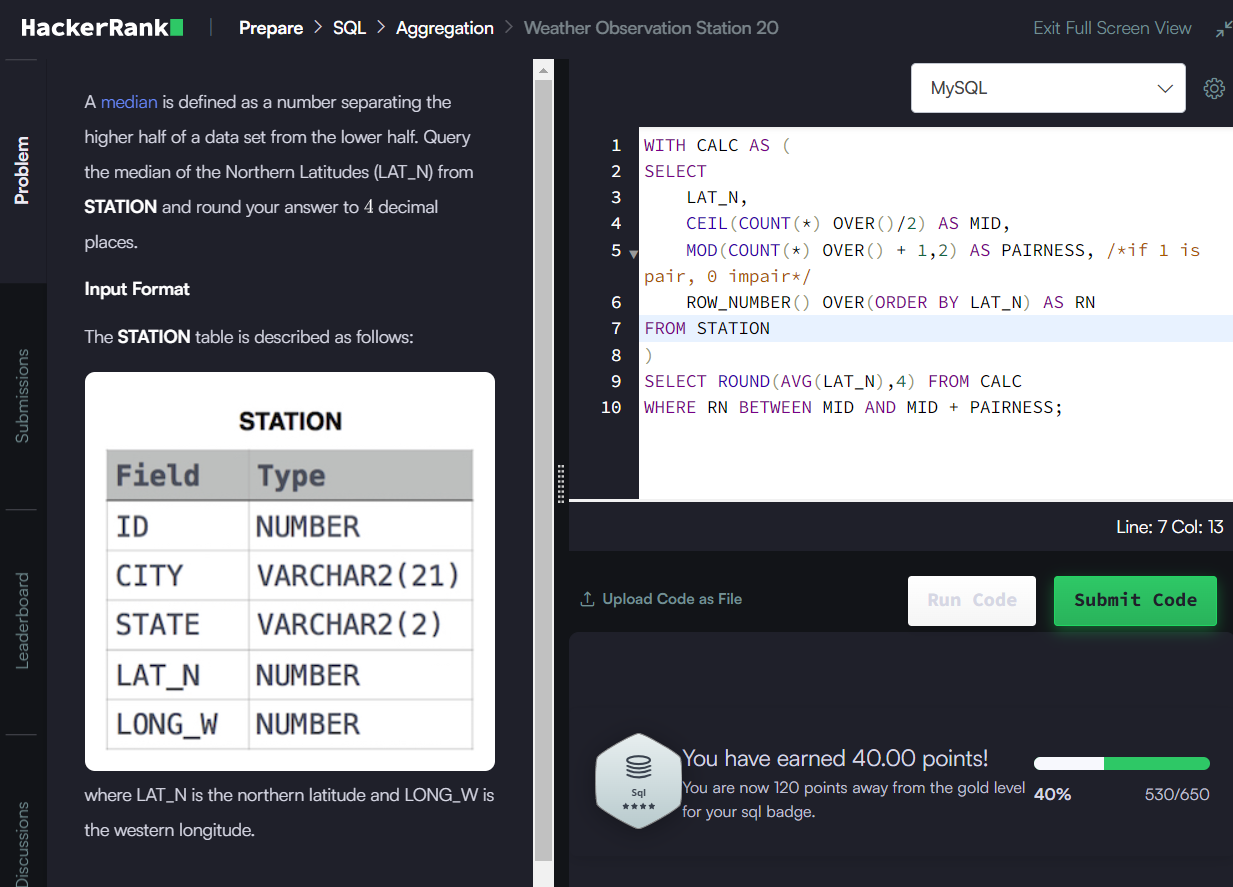 HackerRank
Prepare > SQL > Aggregation > Weather Observation Station 20
Exit Full Screen View
Problem
Submissions
Leaderboard
Discussions
A median is defined as a number separating the
higher half of a data set from the lower half. Query
the median of the Northern Latitudes (LAT_N) from
STATION and round your answer to 4 decimal
places.
Input Format
The STATION table is described as follows:
STATION
Field Type
ID NUMBER
CITY VARCHAR2(21)
STATE VARCHAR2(2)
LAT_N NUMBER
LONG_W NUMBER
where LAT_N is the northern latitude and LONG_W is
the western longitude.
MySQL
1 WITH CALC AS (
2 SELECT
3 LAT_N,
4 CEIL(COUNT(*) OVER()/2) AS MID,
5 MOD(COUNT(*) OVER() + 1,2) AS PAIRNESS, /*if 1 is
pair, 0 impair*/
6 ROW_NUMBER() OVER(ORDER BY LAT_N) AS RN
7 FROM STATION
8 )
9 SELECT ROUND(AVG(LAT_N),4) FROM CALC
10 WHERE RN BETWEEN MID AND MID + PAIRNESS;
Line: 7 Col: 13
Upload Code as File
Run Code
Submit Code
Sql
You have earned 40.00 points!
You are now 120 points away from the gold level
for your sql badge.
40% 530/650